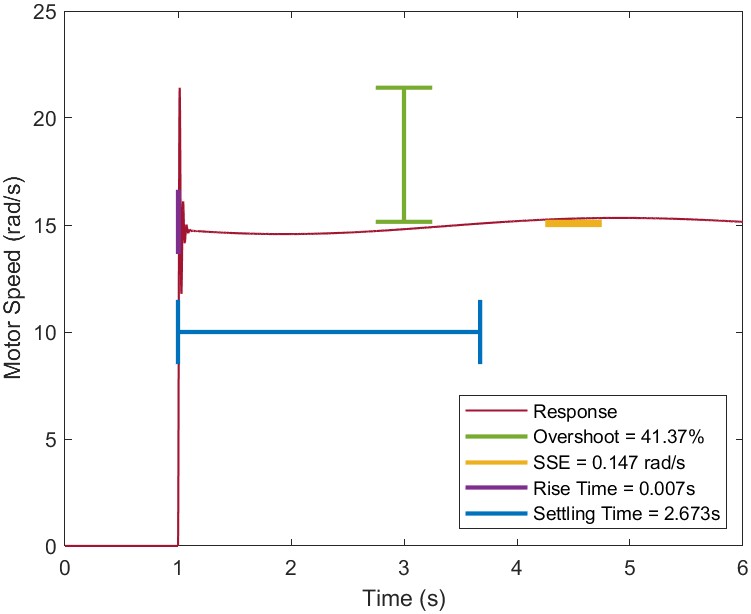 25
20
15
10
5
0
0 1 2 3 4 5 6
Motor Speed (rad/s)
Time (s)
Response
Overshoot = 41.37%
SSE = 0.147 rad/s
Rise Time = 0.007s
Settling Time = 2.673s